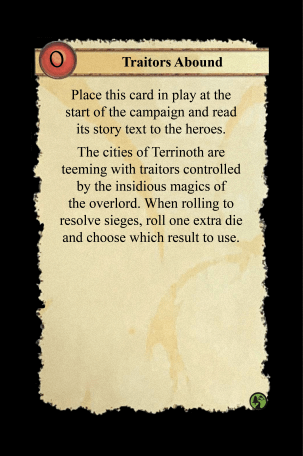 0
Traitors Abound
Place this card in play at the
start of the campaign and read
its story text to the heroes.
The cities of Terrinoth are
teeming with traitors controlled
by the insidious magics of
the overlord. When rolling to
resolve sieges, roll one extra die
and choose which result to use.